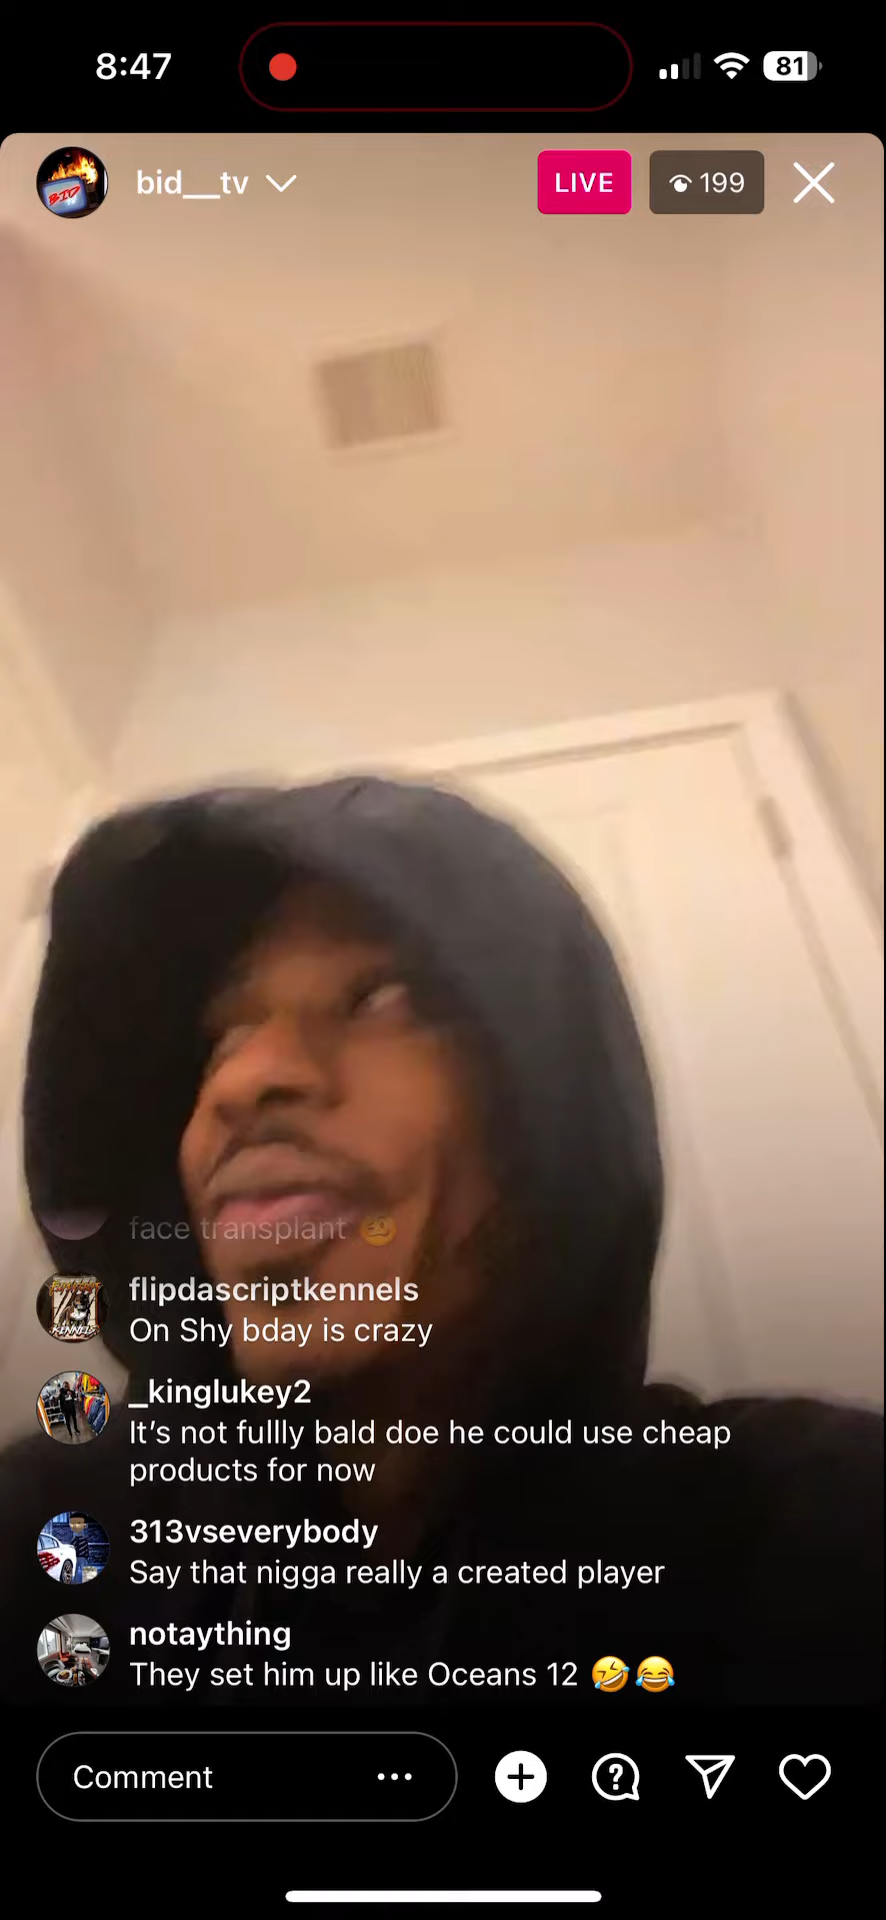 8:47
81
bid__tv
LIVE
199
face transplant 🥴
flipdascriptkennels
On Shy bday is crazy
_kinglukey2
It’s not fullly bald doe he could use cheap
products for now
313vseverybody
Say that nigga really a created player
notaything
They set him up like Oceans 12 🤣😂
Comment